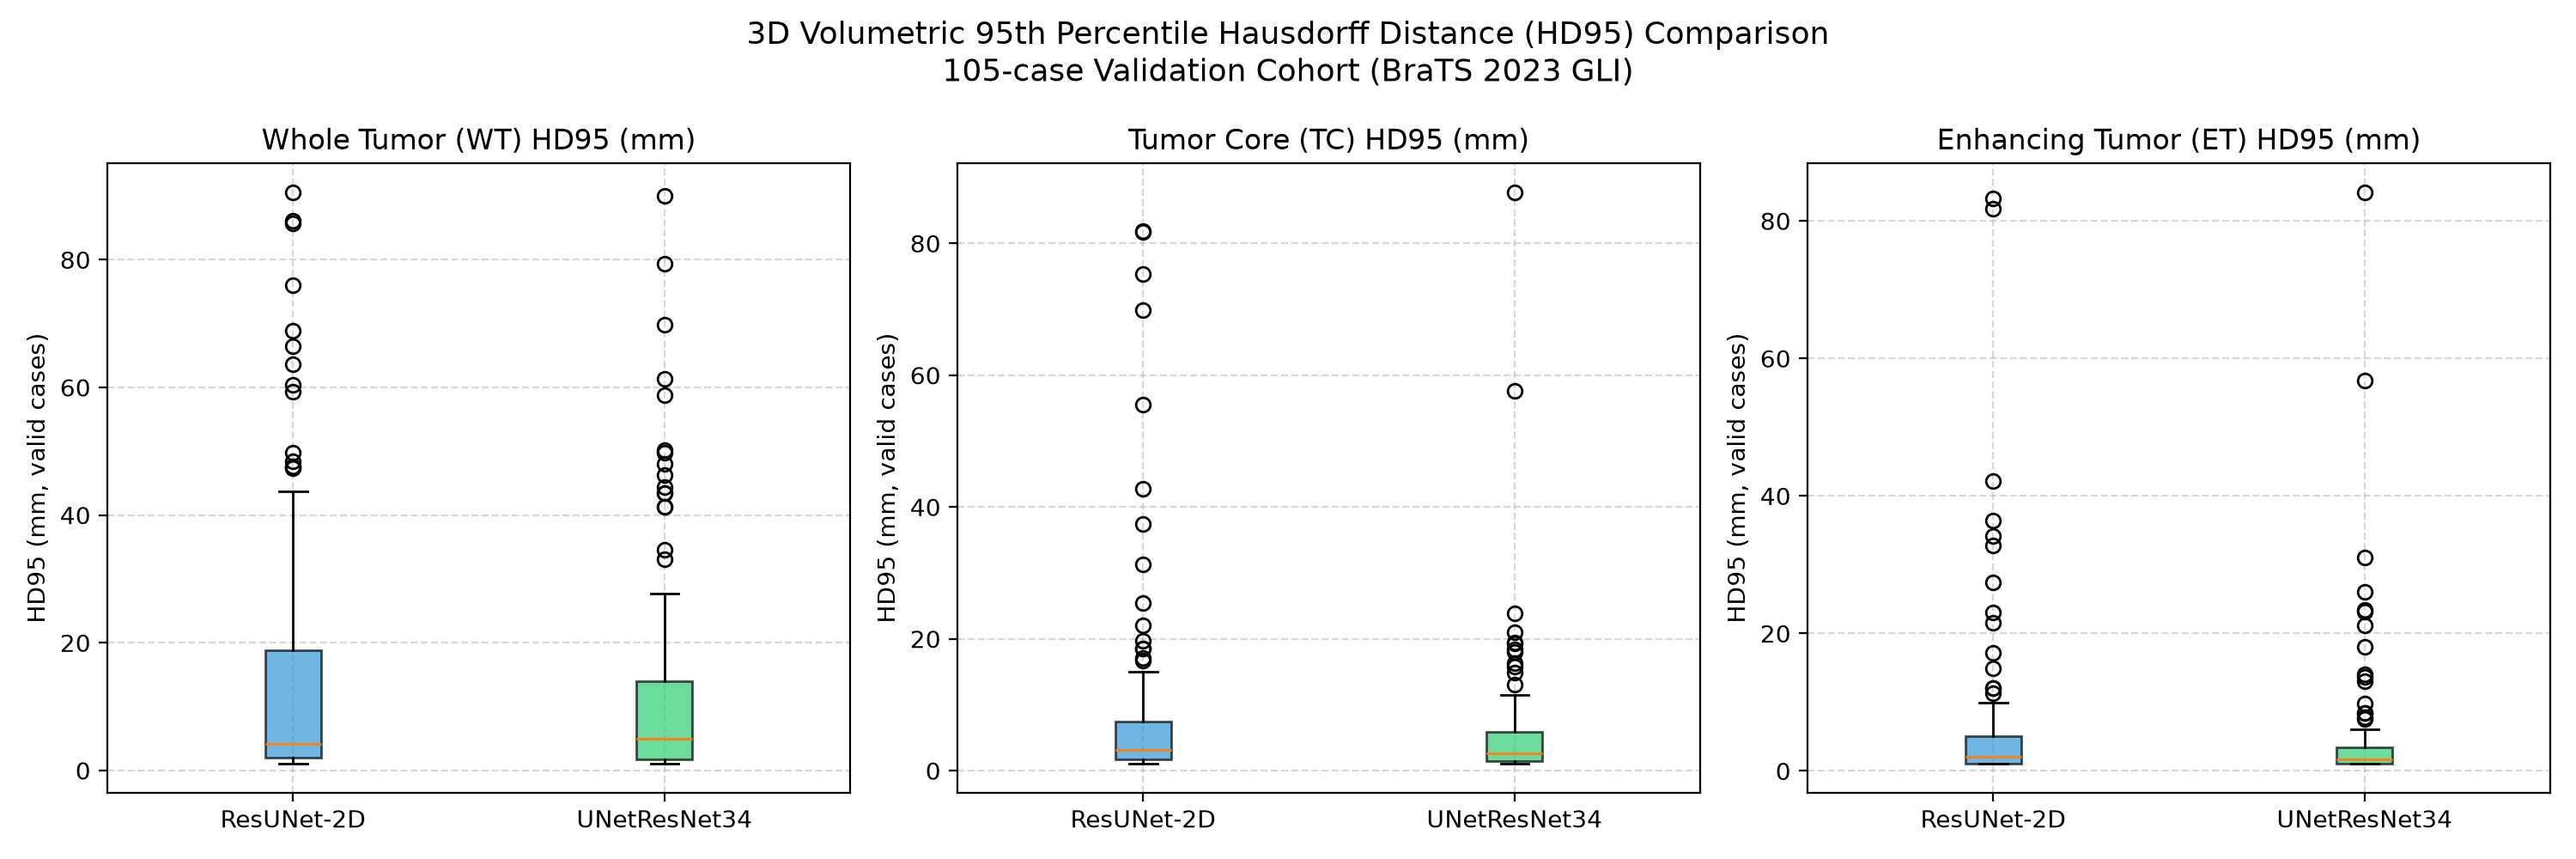 3D Volumetric 95th Percentile Hausdorff Distance (HD95) Comparison
105-case Validation Cohort (BraTS 2023 GLI)
Whole Tumor (WT) HD95 (mm)
HD95 (mm, valid cases)
80
60
40
20
0
ResUNet-2D
UNetResNet34
Tumor Core (TC) HD95 (mm)
HD95 (mm, valid cases)
80
60
40
20
0
ResUNet-2D
UNetResNet34
Enhancing Tumor (ET) HD95 (mm)
HD95 (mm, valid cases)
80
60
40
20
0
ResUNet-2D
UNetResNet34